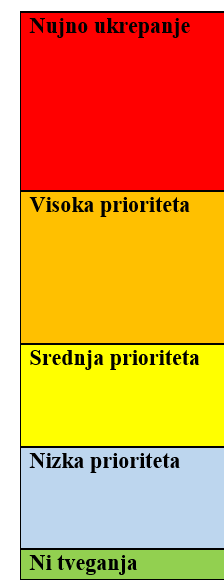 Nujno ukrepanje
Visoka prioriteta
Srednja prioriteta
Nizka prioriteta
Ni tveganja